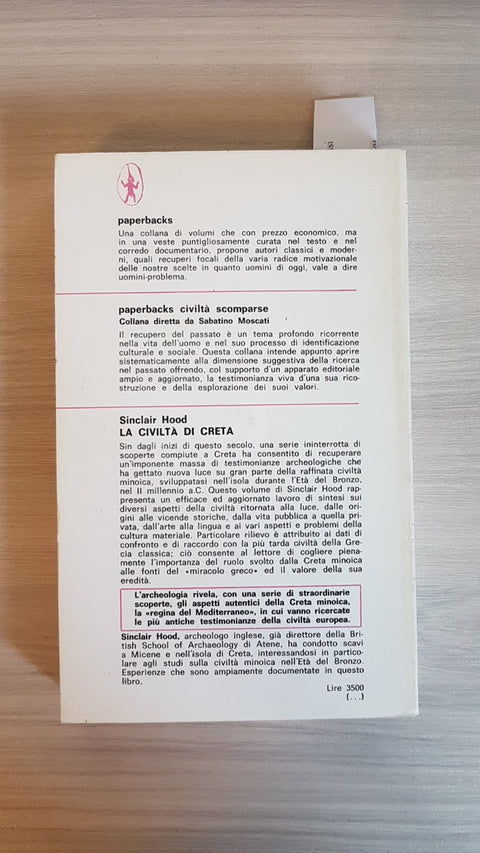 paperbacks
Una collana di volumi che con prezzo economico, ma
in una veste puntigliosamente curata nel testo e nel
corredo documentario, propone autori classici e moder-
ni, quali recuperi focali della varia radice motivazionale
delle nostre scelte in quanto uomini di oggi, vale a dire
uomini-problema.
paperbacks civiltà scomparse
Collana diretta da Sabatino Moscati
Il recupero del passato è un tema profondo ricorrente
nella vita dell'uomo e nel suo processo di identificazione
culturale e sociale. Questa collana intende appunto aprire
sistematicamente alla dimensione suggestiva della ricerca
nel passato offrendo, col supporto d'un apparato editoriale
ampio e aggiornato, la testimonianza viva d'una sua rico-
struzione e della esplorazione dei suoi valori.
Sinclair Hood
LA CIVILTÀ DI CRETA
Sin dagli inizi di questo secolo, una serie ininterrotta di
scoperte compiute a Creta ha consentito di recuperare
un'imponente massa di testimonianze archeologiche che
ha gettato nuova luce su gran parte della raffinata civiltà
minoica, sviluppatasi nell'isola durante l'Età del Bronzo,
nel II millennio a.C. Questo volume di Sinclair Hood rap-
presenta un efficace ed aggiornato lavoro di sintesi sui
diversi aspetti della civiltà ritornata alla luce, dalle ori-
gini alle vicende storiche, dalla vita pubblica a quella pri-
vata, dall'arte alla lingua e ai vari aspetti e problemi della
cultura materiale. Particolare rilievo è attribuito ai dati di
confronto e di raccordo con la più tarda civiltà della Gre-
cia classica; ciò consente al lettore di cogliere piena-
mente l'importanza del ruolo svolto dalla Creta minoica
alle fonti del «miracolo greco» ed il valore della sua
eredità.
L'archeologia rivela, con una serie di straordinarie
scoperte, gli aspetti autentici della Creta minoica,
la «regina del Mediterraneo», in cui vanno ricercate
le più antiche testimonianze della civiltà europea.
Sinclair Hood, archeologo inglese, già direttore della Bri-
tish School of Archaeology di Atene, ha condotto scavi
a Micene e nell'isola di Creta, interessandosi in partico-
lare agli studi sulla civiltà minoica nell'Età del Bronzo.
Esperienze che sono ampiamente documentate in questo
libro.
Lire 3500
(...)